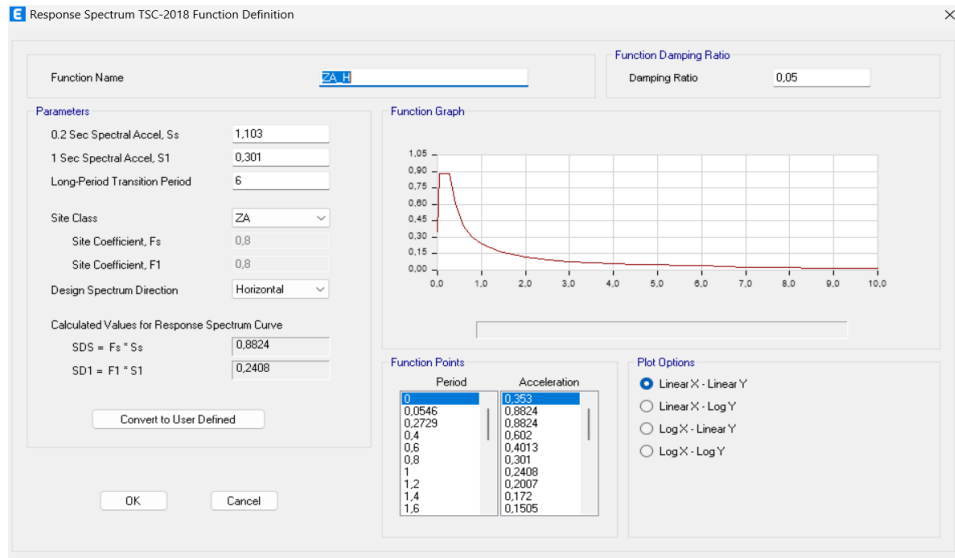 E Response Spectrum TSC-2018 Function Definition
Function Name ZA_H
Function Damping Ratio
Damping Ratio 0,05
Parameters
0.2 Sec Spectral Accel, Ss 1,103
1 Sec Spectral Accel, S1 0,301
Long-Period Transition Period 6
Site Class ZA
Site Coefficient, Fs 0,8
Site Coefficient, F1 0,8
Design Spectrum Direction Horizontal
Calculated Values for Response Spectrum Curve
SDS = Fs * Ss 0,8824
SD1 = F1 * S1 0,2408
Convert to User Defined
OK Cancel
Function Graph
1,05
0,90
0,75
0,60
0,45
0,30
0,15
0,00
0,0 1,0 2,0 3,0 4,0 5,0 6,0 7,0 8,0 9,0 10,0
Function Points
Period Acceleration
0 0,353
0,0546 0,8824
0,2729 0,8824
0,4 0,602
0,6 0,4013
0,8 0,301
1 0,2408
1,2 0,2007
1,4 0,172
1,6 0,1505
Plot Options
Linear X - Linear Y
Linear X - Log Y
Log X - Linear Y
Log X - Log Y